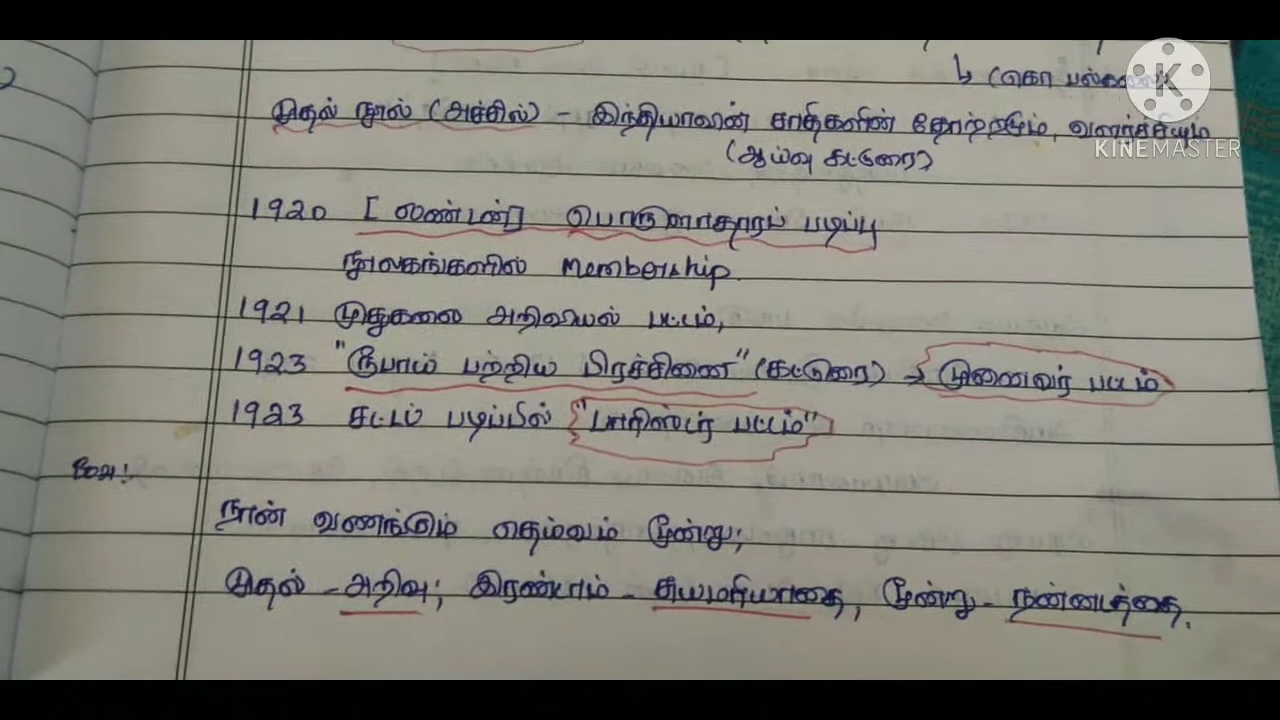 ↳ (கொ பல்கலை
முதல் நூல் (அச்சில்) - இந்தியாவின் சாதிகளின் தோற்றமும், வளர்ச்சியும்
(ஆய்வு கட்டுரை)
KINEMASTER
1920 [லண்டன்] பொருளாதாரப் படிப்பு
நூலகங்களில் Membership
1921 முதுகலை அறிவியல் பட்டம்,
1923 "ரூபாய் பற்றிய பிரச்சினை" (கட்டுரை) → முனைவர் பட்டம்
1923 சட்டப் படிப்பில் "பாரிஸ்டர் பட்டம்"
நான் வணங்கும் தெய்வம் மூன்று;
முதல் - அறிவு; இரண்டாம் - சுயமரியாதை, மூன்று - நன்னடத்தை.